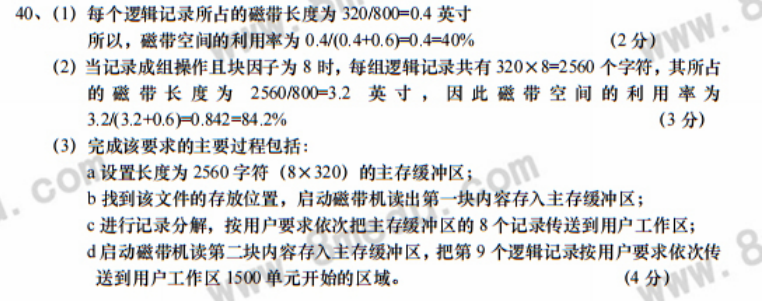 40、(1) 每个逻辑记录所占的磁带长度为 320/800=0.4 英寸
所以，磁带空间的利用率为 0.4/(0.4+0.6)=0.4=40% (2 分)
(2) 当记录成组操作且块因子为 8 时，每组逻辑记录共有 320×8=2560 个字符，其所占
的磁带长度为 2560/800=3.2 英寸，因此磁带空间的利用率为
3.2/(3.2+0.6)=0.842=84.2% (3 分)
(3) 完成该要求的主要过程包括：
a 设置长度为 2560 字符（8×320）的主存缓冲区；
b 找到该文件的存放位置，启动磁带机读出第一块内容存入主存缓冲区；
c 进行记录分解，按用户要求依次把主存缓冲区的 8 个记录传送到用户工作区；
d 启动磁带机读第二块内容存入主存缓冲区，把第 9 个逻辑记录按用户要求依次传
送到用户工作区 1500 单元开始的区域。 (4 分)